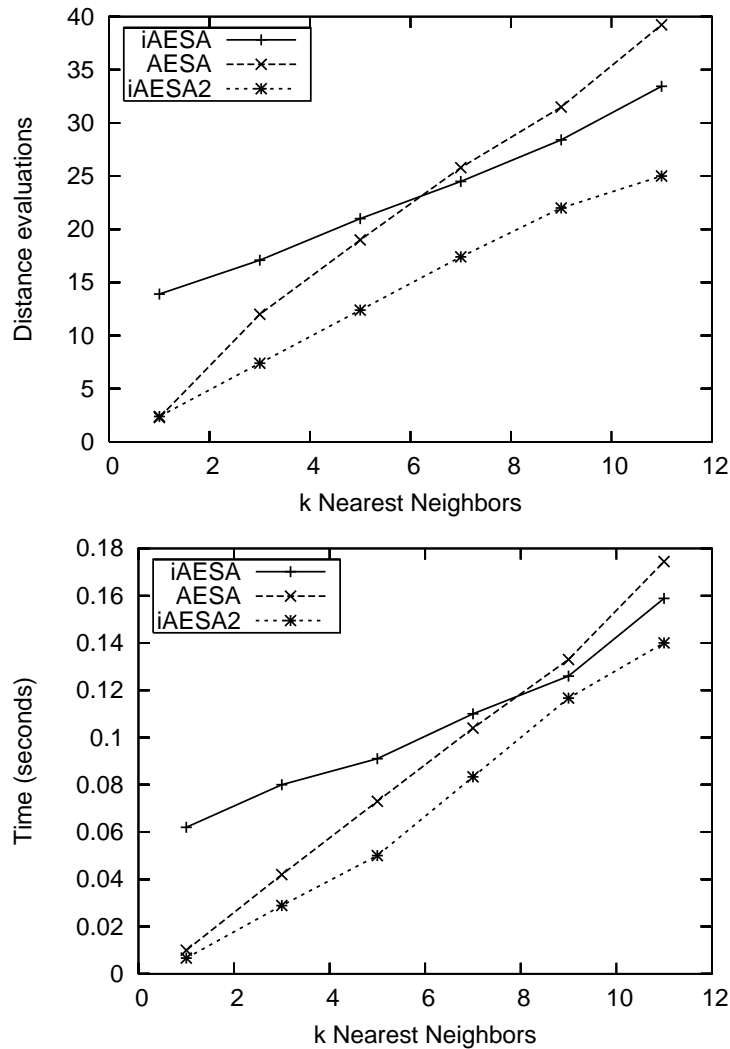 40
35
30
25
20
15
10
5
0
Distance evaluations
iAESA
AESA
iAESA2
0 2 4 6 8 10 12
k Nearest Neighbors
0.18
0.16
0.14
0.12
0.1
0.08
0.06
0.04
0.02
0
Time (seconds)
iAESA
AESA
iAESA2
0 2 4 6 8 10 12
k Nearest Neighbors